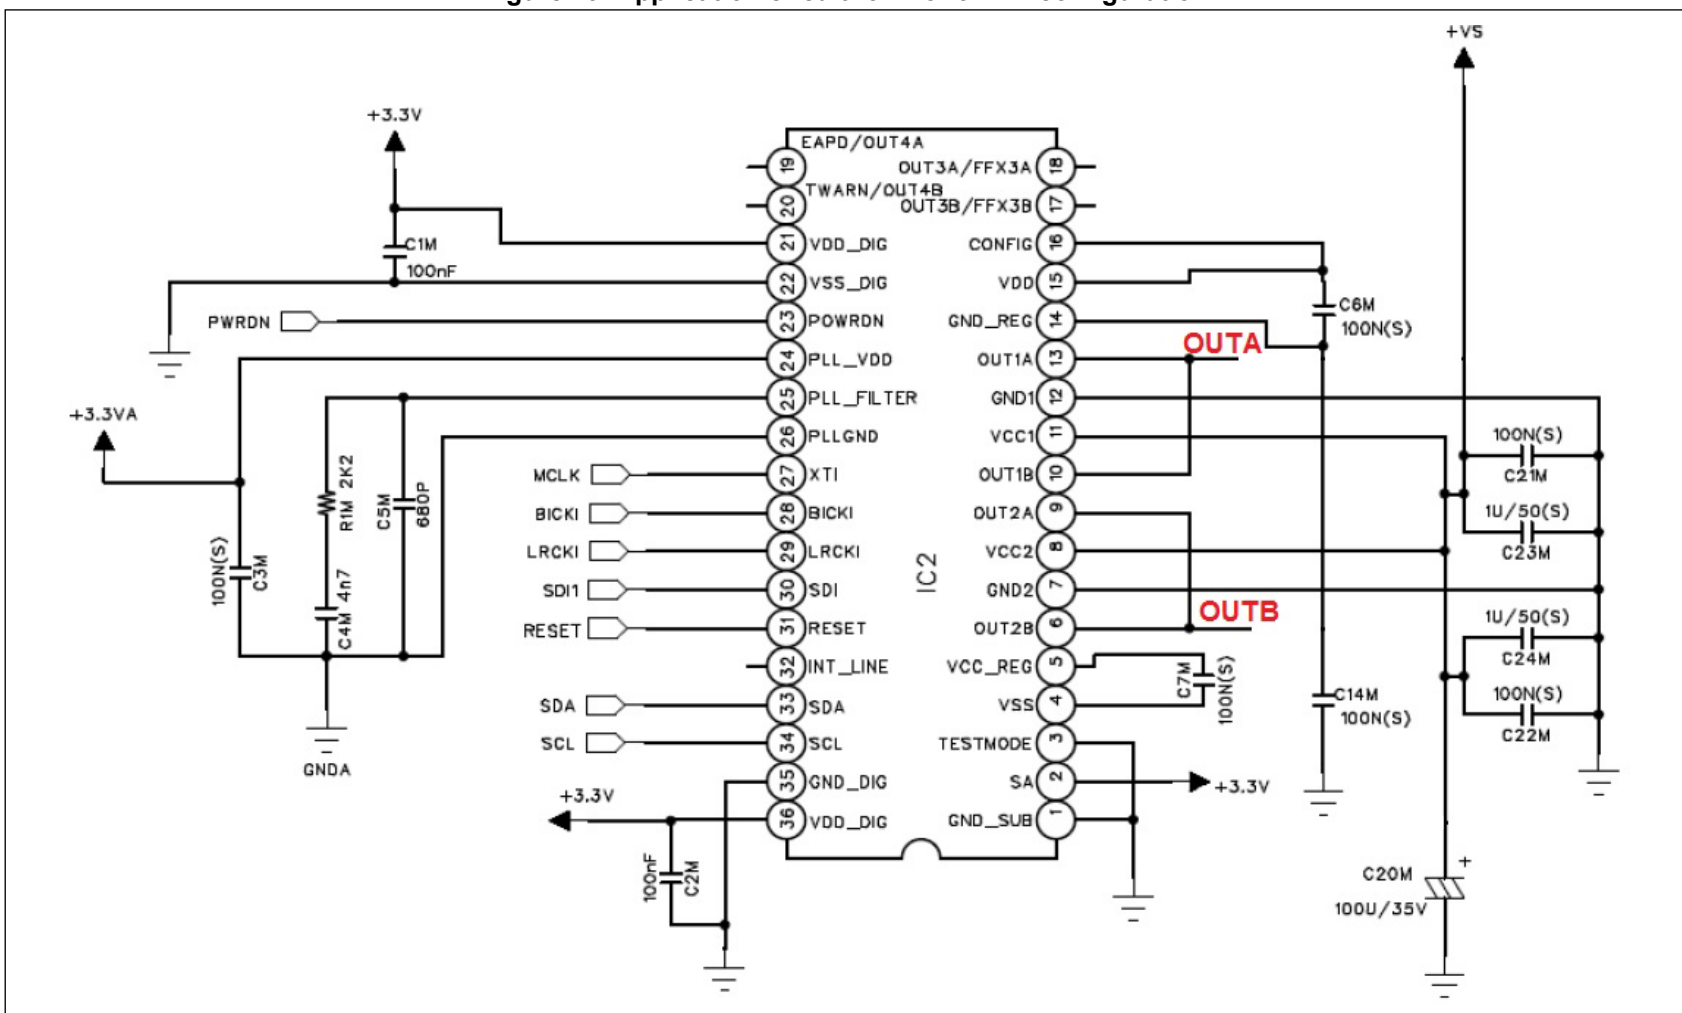 +VS
+3.3V
EAPD/OUT4A
19
OUT3A/FFX3A
18
TWARN/OUT4B
20
OUT3B/FFX3B
17
C1M
100nF
21
VDD_DIG
CONFIG
16
22
VSS_DIG
VDD
15
C6M
100N(S)
PWRDN
23
POWRDN
GND_REG
14
OUTA
24
PLL_VDD
OUT1A
13
25
PLL_FILTER
GND1
12
+3.3VA
26
PLLGND
VCC1
11
100N(S)
C21M
MCLK
27
XTI
OUT1B
10
R1M 2K2
C5M
680P
BICKI
28
BICKI
OUT2A
9
1U/50(S)
C23M
LRCKI
29
LRCKI
VCC2
8
IC2
100N(S)
C3M
SDI1
30
SDI
GND2
7
C4M 4n7
OUTB
RESET
31
RESET
OUT2B
6
1U/50(S)
C24M
32
INT_LINE
VCC_REG
5
C7M
100N(S)
SDA
33
SDA
VSS
4
C14M
100N(S)
100N(S)
C22M
SCL
34
SCL
TESTMODE
3
GNDA
35
GND_DIG
SA
2
+3.3V
+3.3V
36
VDD_DIG
GND_SUB
1
100nF
C2M
C20M
+
100U/35V